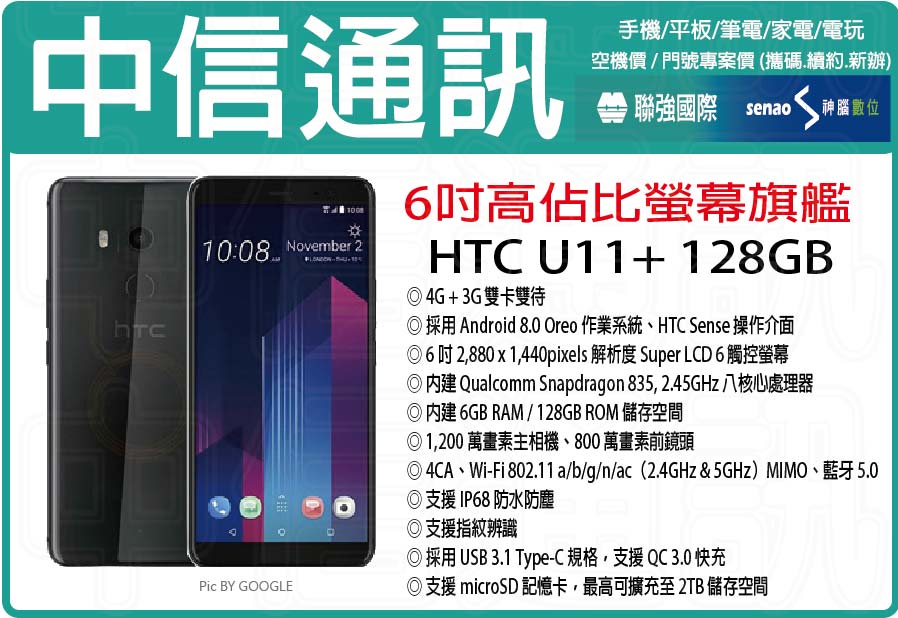 中信通訊
手機/平板/筆電/家電/電玩
空機價 / 門號專案價 (攜碼.續約.新辦)
聯強國際 senao 神腦數位
6吋高佔比螢幕旗艦
HTC U11+ 128GB
◎ 4G + 3G 雙卡雙待
◎ 採用 Android 8.0 Oreo 作業系統、HTC Sense 操作介面
◎ 6 吋 2,880 x 1,440pixels 解析度 Super LCD 6 觸控螢幕
◎ 內建 Qualcomm Snapdragon 835, 2.45GHz 八核心處理器
◎ 內建 6GB RAM / 128GB ROM 儲存空間
◎ 1,200 萬畫素主相機、800 萬畫素前鏡頭
◎ 4CA、Wi-Fi 802.11 a/b/g/n/ac（2.4GHz & 5GHz）MIMO、藍牙 5.0
◎ 支援 IP68 防水防塵
◎ 支援指紋辨識
◎ 採用 USB 3.1 Type-C 規格，支援 QC 3.0 快充
◎ 支援 microSD 記憶卡，最高可擴充至 2TB 儲存空間
hTC
10:08
10:08 AM
November 2
LONDON - THU - 10°
Pic BY GOOGLE